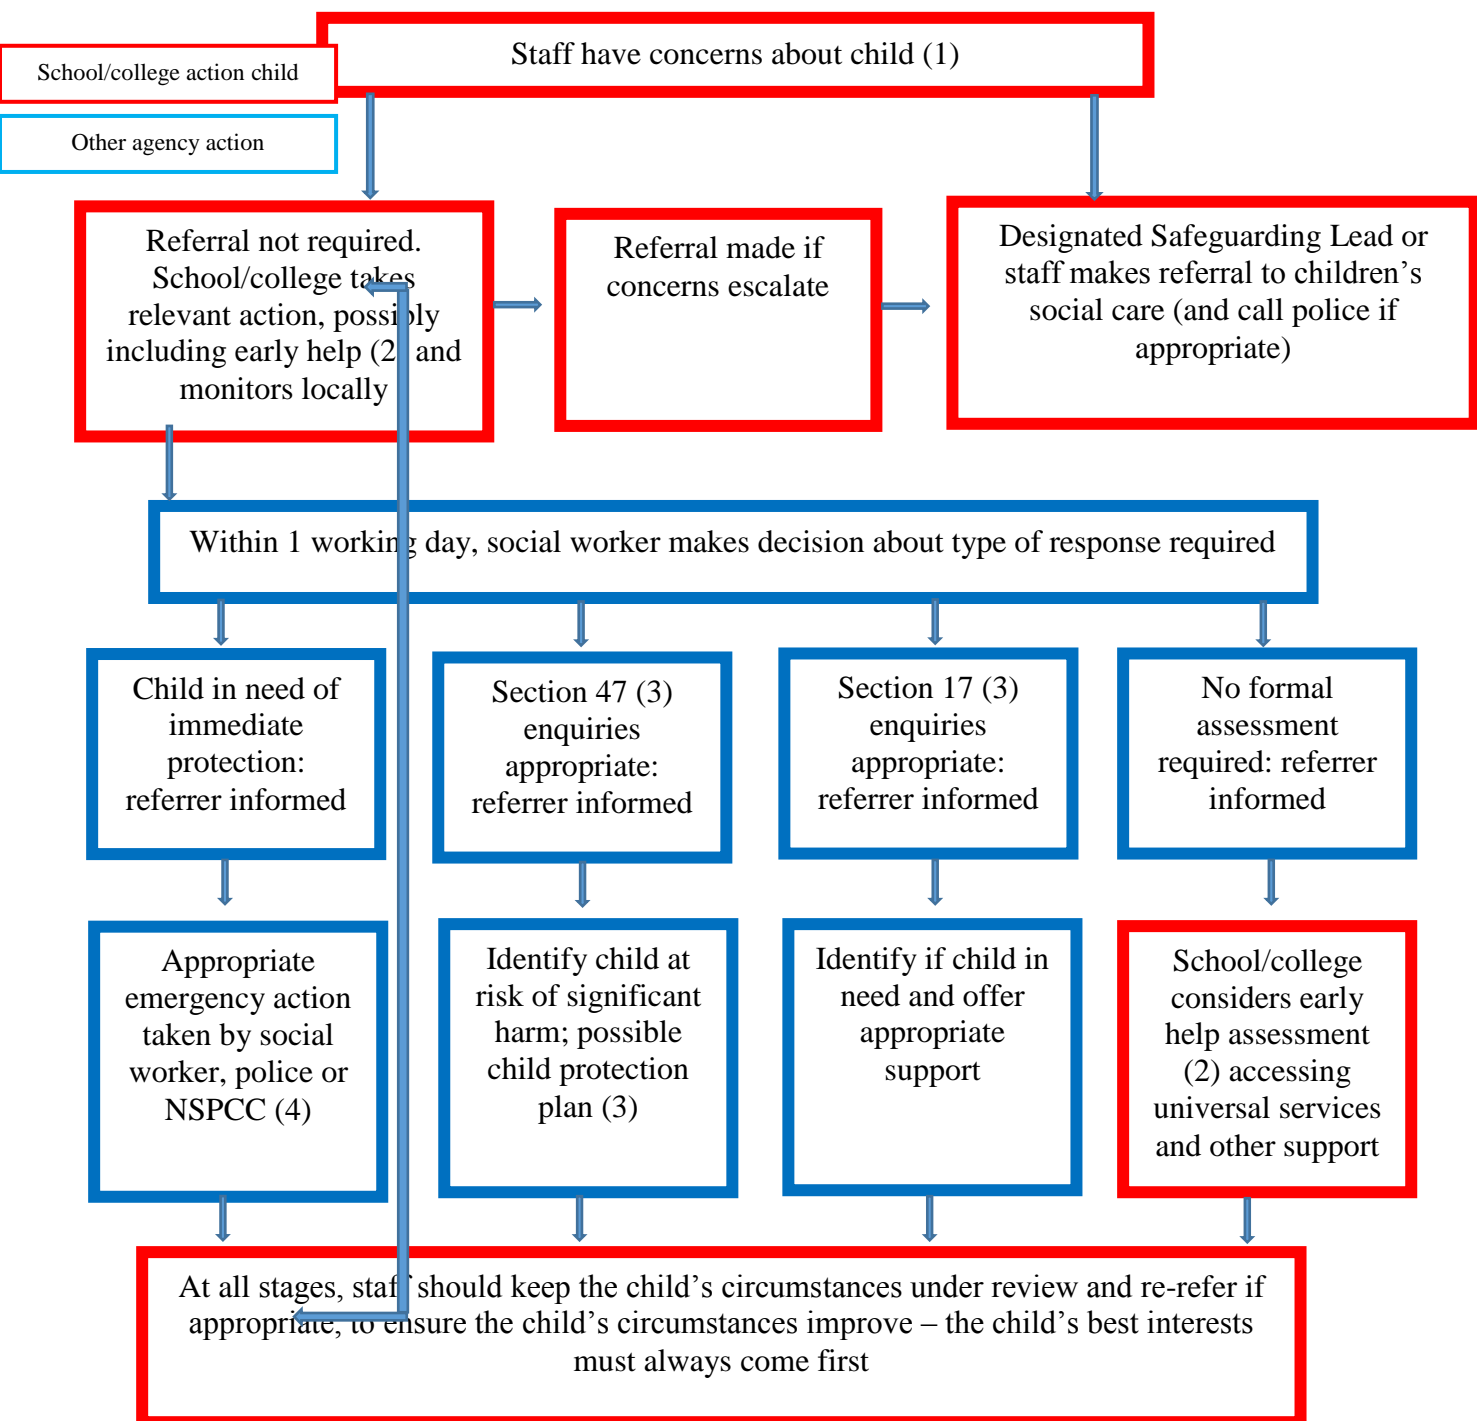 Staff have concerns about child (1)
School/college action child
Other agency action
Referral not required.
School/college takes
relevant action, possibly
including early help (2) and
monitors locally
Referral made if
concerns escalate
Designated Safeguarding Lead or
staff makes referral to children’s
social care (and call police if
appropriate)
Within 1 working day, social worker makes decision about type of response required
Child in need of
immediate
protection:
referrer informed
Section 47 (3)
enquiries
appropriate:
referrer informed
Section 17 (3)
enquiries
appropriate:
referrer informed
No formal
assessment
required: referrer
informed
Appropriate
emergency action
taken by social
worker, police or
NSPCC (4)
Identify child at
risk of significant
harm; possible
child protection
plan (3)
Identify if child in
need and offer
appropriate
support
School/college
considers early
help assessment
(2) accessing
universal services
and other support
At all stages, staff should keep the child’s circumstances under review and re-refer if
appropriate, to ensure the child’s circumstances improve – the child’s best interests
must always come first